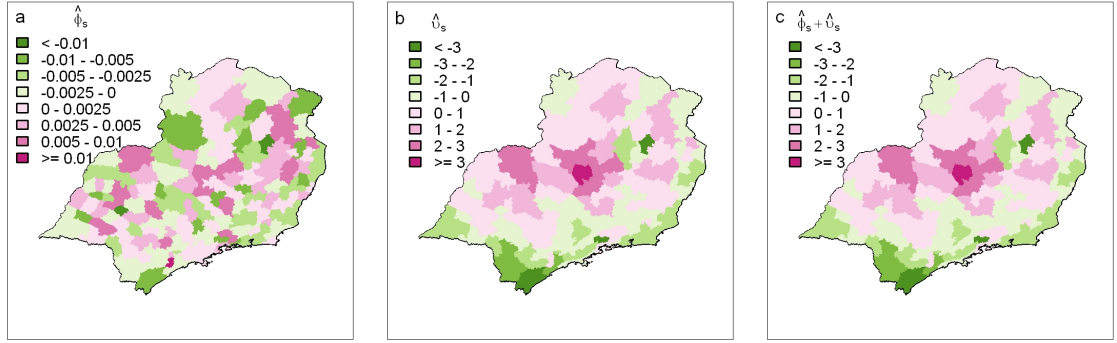 a
φ̂ₛ
< -0.01
-0.01 - -0.005
-0.005 - -0.0025
-0.0025 - 0
0 - 0.0025
0.0025 - 0.005
0.005 - 0.01
>= 0.01
b
υ̂ₛ
< -3
-3 - -2
-2 - -1
-1 - 0
0 - 1
1 - 2
2 - 3
>= 3
c
φ̂ₛ + υ̂ₛ
< -3
-3 - -2
-2 - -1
-1 - 0
0 - 1
1 - 2
2 - 3
>= 3